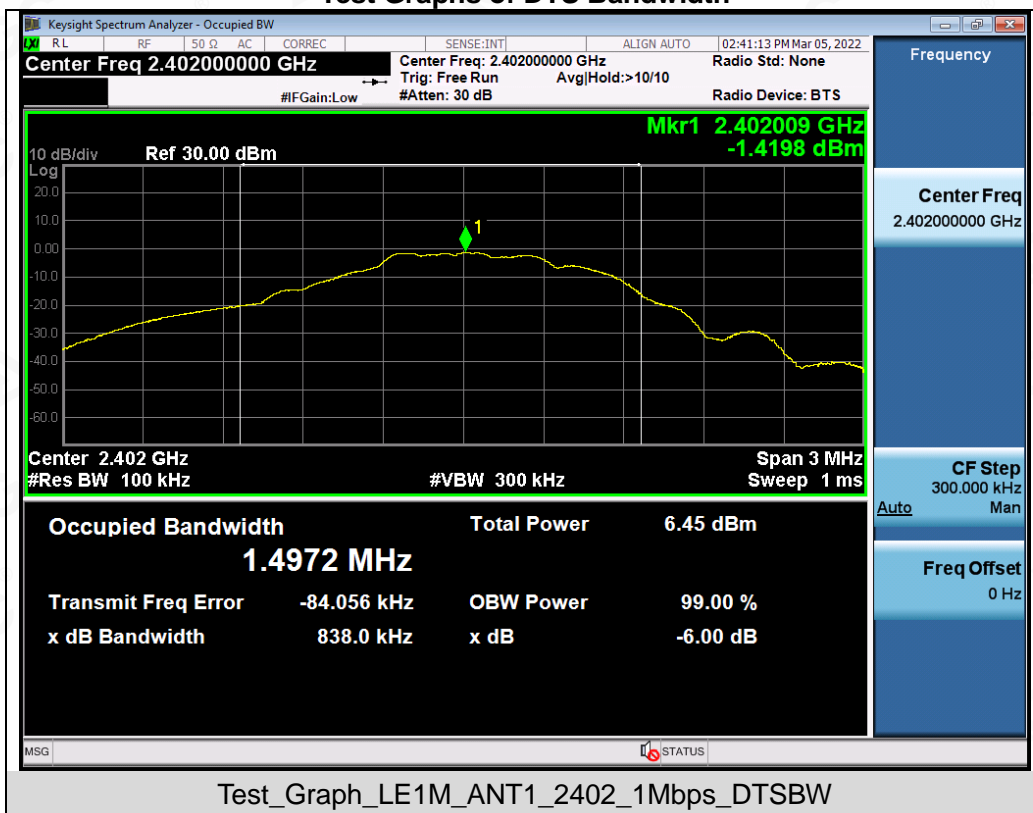 Test Graphs of DTS Bandwidth
Keysight Spectrum Analyzer - Occupied BW
LXI RL RF 50 Ω AC CORREC SENSE:INT ALIGN AUTO 02:41:13 PM Mar 05, 2022
Center Freq 2.402000000 GHz
Center Freq: 2.402000000 GHz
Radio Std: None
Trig: Free Run Avg|Hold:>10/10
#IFGain:Low
#Atten: 30 dB
Radio Device: BTS
Frequency
Mkr1 2.402009 GHz
-1.4198 dBm
10 dB/div Ref 30.00 dBm
Log
20.0
10.0
0.00
-10.0
-20.0
-30.0
-40.0
-50.0
-60.0
1
Center 2.402 GHz
Span 3 MHz
#Res BW 100 kHz
#VBW 300 kHz
Sweep 1 ms
Center Freq
2.402000000 GHz
CF Step
300.000 kHz
Auto Man
Freq Offset
0 Hz
Occupied Bandwidth
Total Power 6.45 dBm
1.4972 MHz
Transmit Freq Error -84.056 kHz
OBW Power 99.00 %
x dB Bandwidth 838.0 kHz
x dB -6.00 dB
MSG
STATUS
Test_Graph_LE1M_ANT1_2402_1Mbps_DTSBW